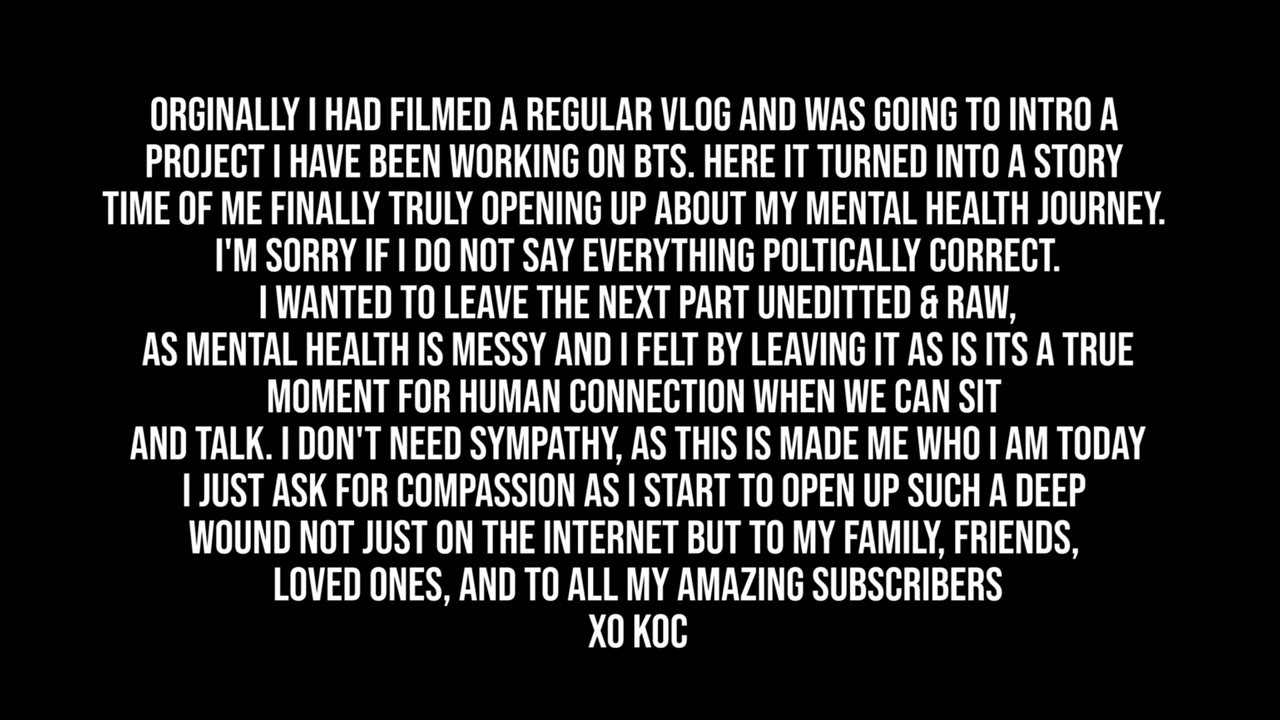 ORGINALLY I HAD FILMED A REGULAR VLOG AND WAS GOING TO INTRO A
PROJECT I HAVE BEEN WORKING ON BTS. HERE IT TURNED INTO A STORY
TIME OF ME FINALLY TRULY OPENING UP ABOUT MY MENTAL HEALTH JOURNEY.
I'M SORRY IF I DO NOT SAY EVERYTHING POLTICALLY CORRECT.
I WANTED TO LEAVE THE NEXT PART UNEDITTED & RAW,
AS MENTAL HEALTH IS MESSY AND I FELT BY LEAVING IT AS IS ITS A TRUE
MOMENT FOR HUMAN CONNECTION WHEN WE CAN SIT
AND TALK. I DON'T NEED SYMPATHY, AS THIS IS MADE ME WHO I AM TODAY
I JUST ASK FOR COMPASSION AS I START TO OPEN UP SUCH A DEEP
WOUND NOT JUST ON THE INTERNET BUT TO MY FAMILY, FRIENDS,
LOVED ONES, AND TO ALL MY AMAZING SUBSCRIBERS
XO KOC